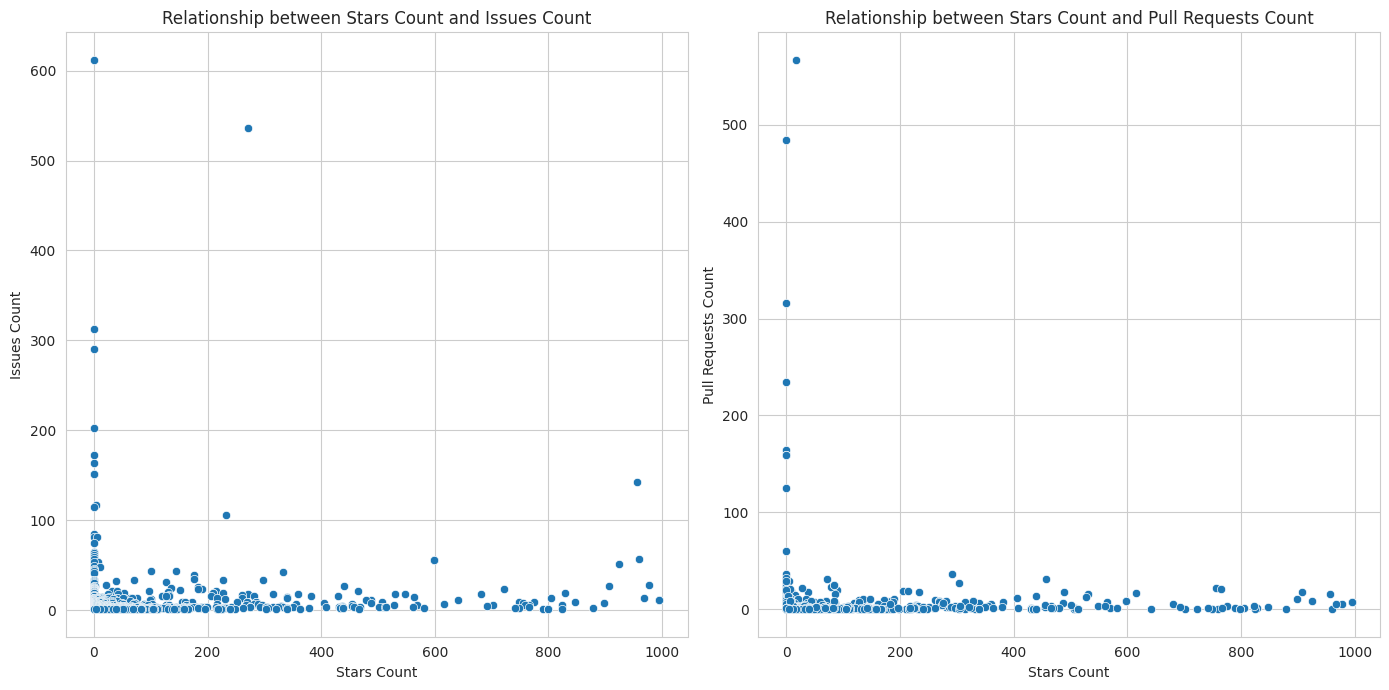 Relationship between Stars Count and Issues Count
600
500
400
300
200
100
0
Issues Count
0 200 400 600 800 1000
Stars Count
Relationship between Stars Count and Pull Requests Count
500
400
300
200
100
0
Pull Requests Count
0 200 400 600 800 1000
Stars Count